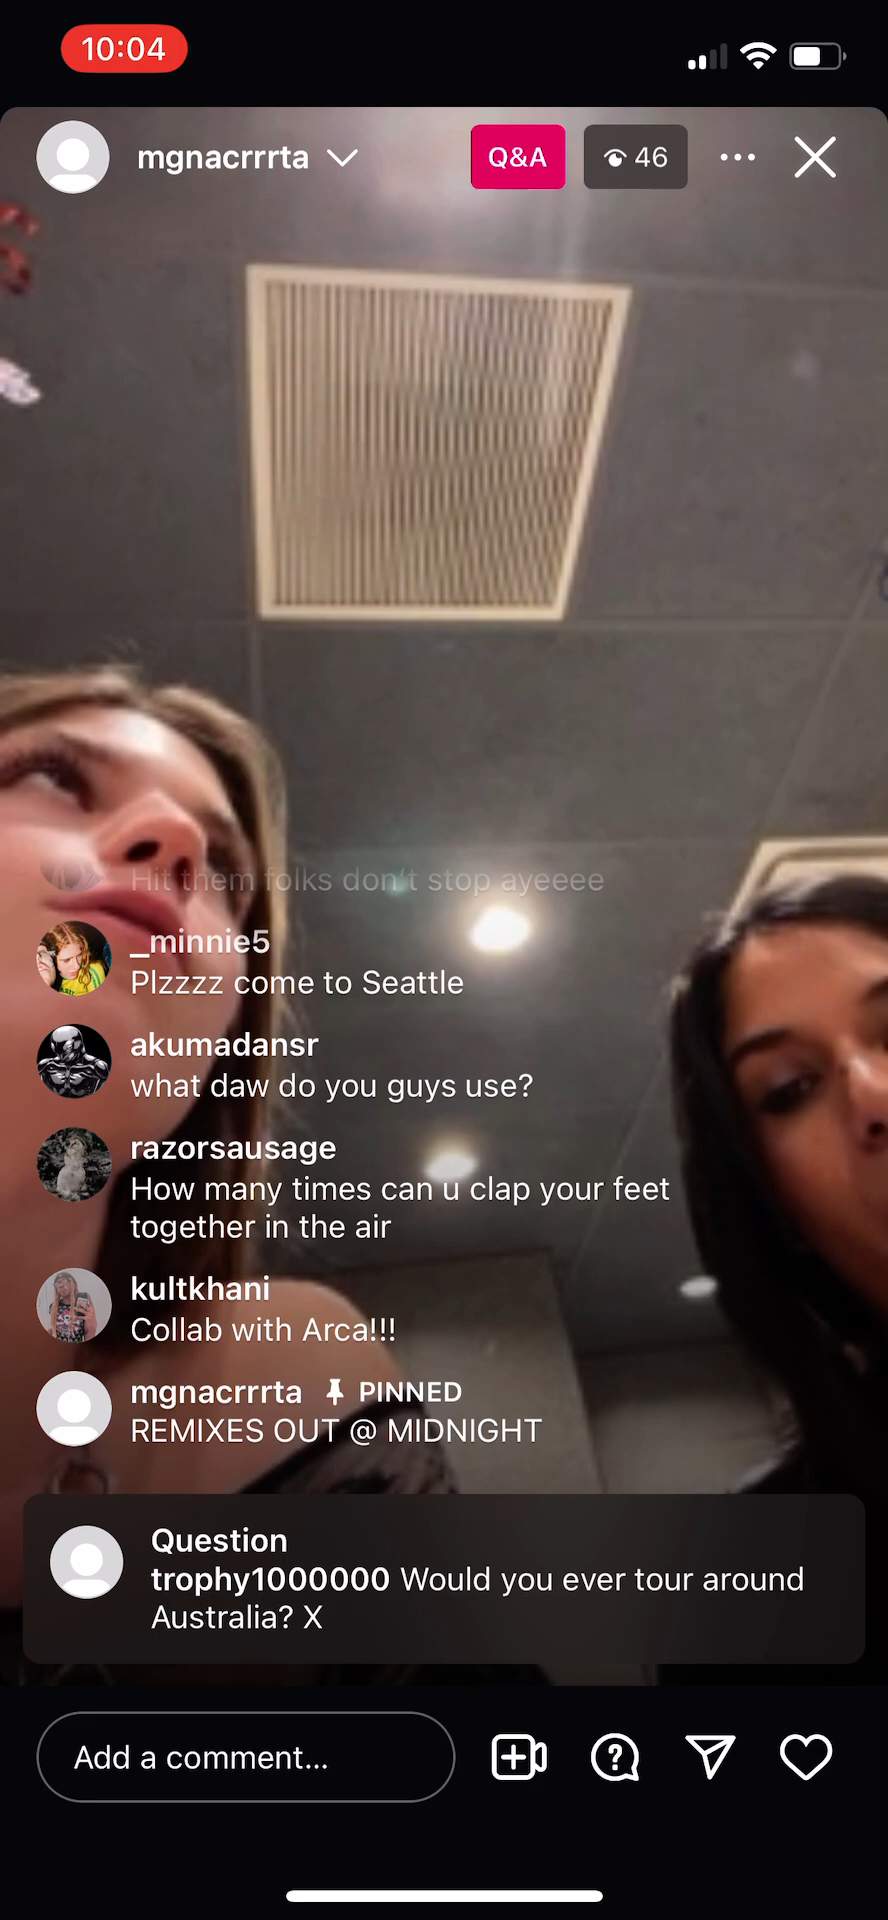 10:04
mgnacrrrta
Q&A
46
Hit them folks don't stop ayeeee
_minnie5
Plzzzz come to Seattle
akumadansr
what daw do you guys use?
razorsausage
How many times can u clap your feet
together in the air
kultkhani
Collab with Arca!!!
mgnacrrrta PINNED
REMIXES OUT @ MIDNIGHT
Question
trophy1000000 Would you ever tour around
Australia? X
Add a comment...